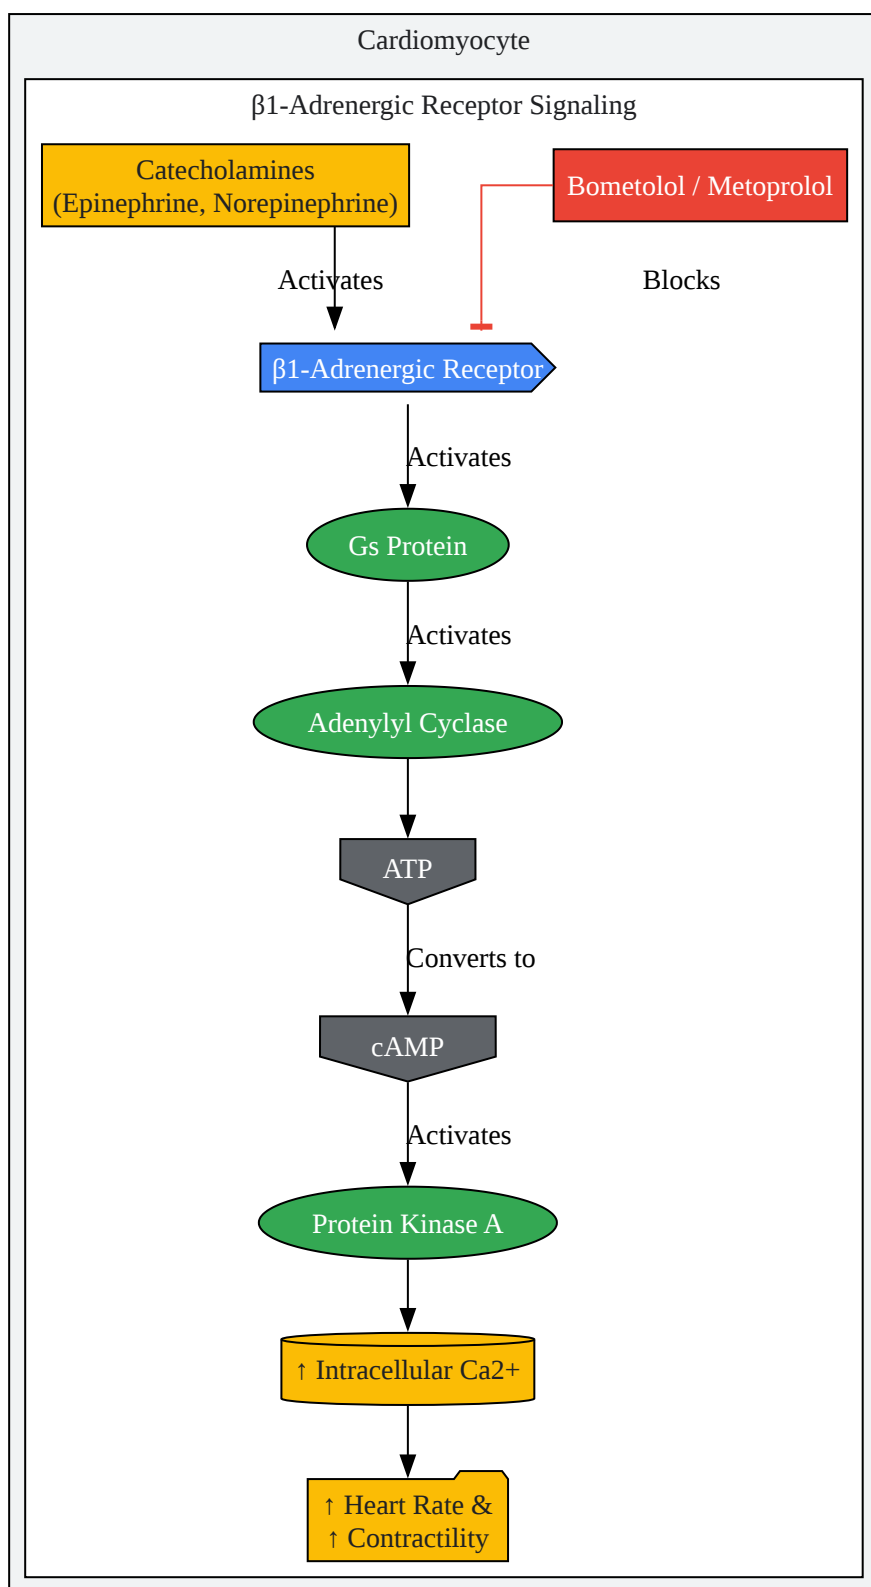 Cardiomyocyte
β1-Adrenergic Receptor Signaling
Catecholamines
(Epinephrine, Norepinephrine)
Bometolol / Metoprolol
Activates
Blocks
β1-Adrenergic Receptor
Activates
Gs Protein
Activates
Adenylyl Cyclase
ATP
Converts to
cAMP
Activates
Protein Kinase A
↑ Intracellular Ca2+
↑ Heart Rate &
↑ Contractility